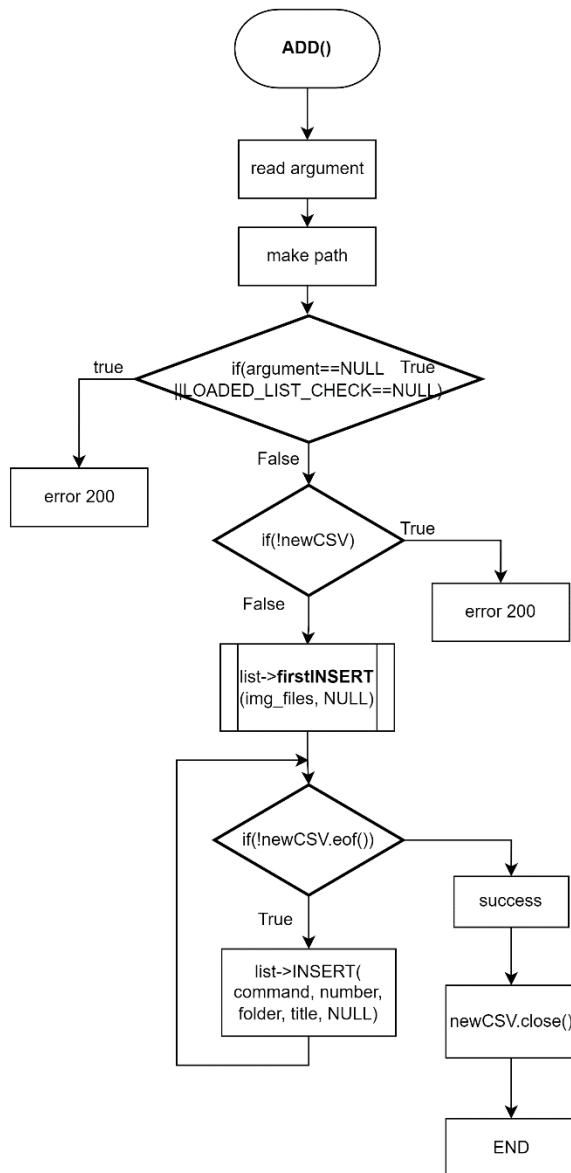 ADD()
read argument
make path
true
if(argument==NULL
True
||LOADED_LIST_CHECK==NULL)
False
error 200
if(!newCSV)
True
False
error 200
list->firstINSERT
(img_files, NULL)
if(!newCSV.eof())
True
success
list->INSERT(
command, number,
folder, title, NULL)
newCSV.close()
END